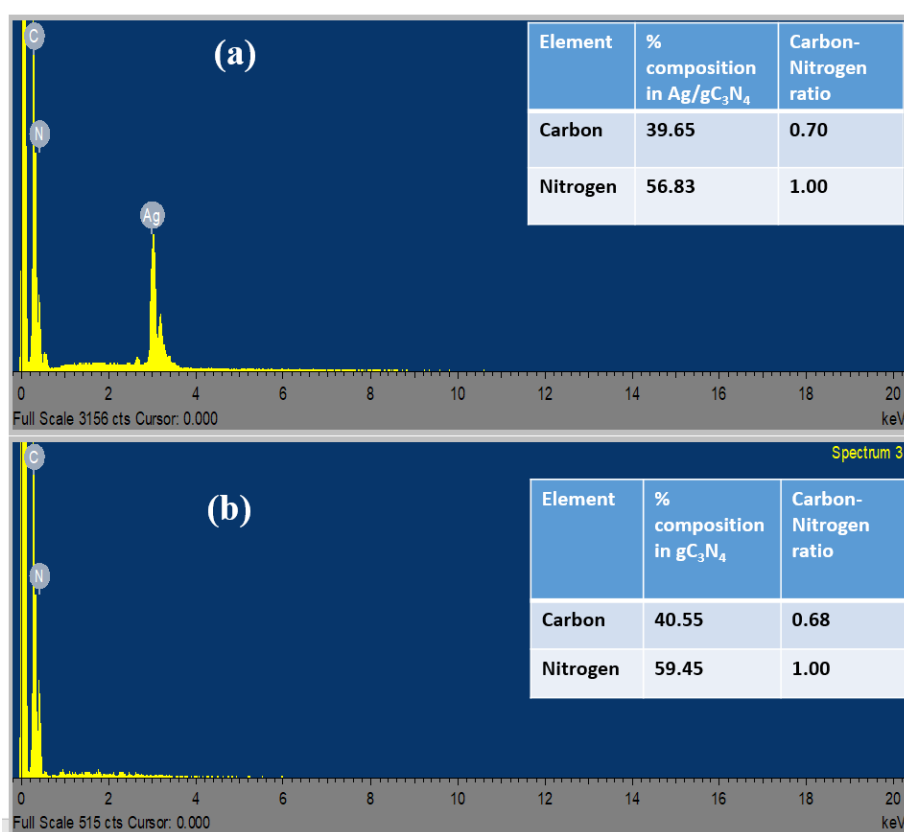 C
(a)
N
Ag
Element % composition in Ag/gC₃N₄ Carbon-Nitrogen ratio
Carbon 39.65 0.70
Nitrogen 56.83 1.00
0 2 4 6 8 10 12 14 16 18 20
Full Scale 3156 cts Cursor: 0.000 keV
Spectrum 3
C
(b)
N
Element % composition in gC₃N₄ Carbon-Nitrogen ratio
Carbon 40.55 0.68
Nitrogen 59.45 1.00
0 2 4 6 8 10 12 14 16 18 20
Full Scale 515 cts Cursor: 0.000 keV